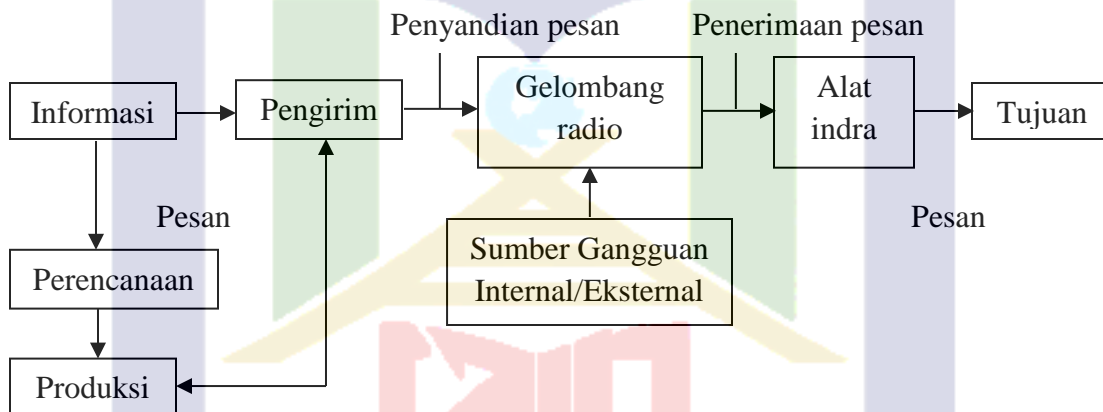 Penyandian pesan
Penerimaan pesan
Informasi
Pengirim
Gelombang
radio
Alat
indra
Tujuan
Pesan
Pesan
Sumber Gangguan
Internal/Eksternal
Perencanaan
Produksi